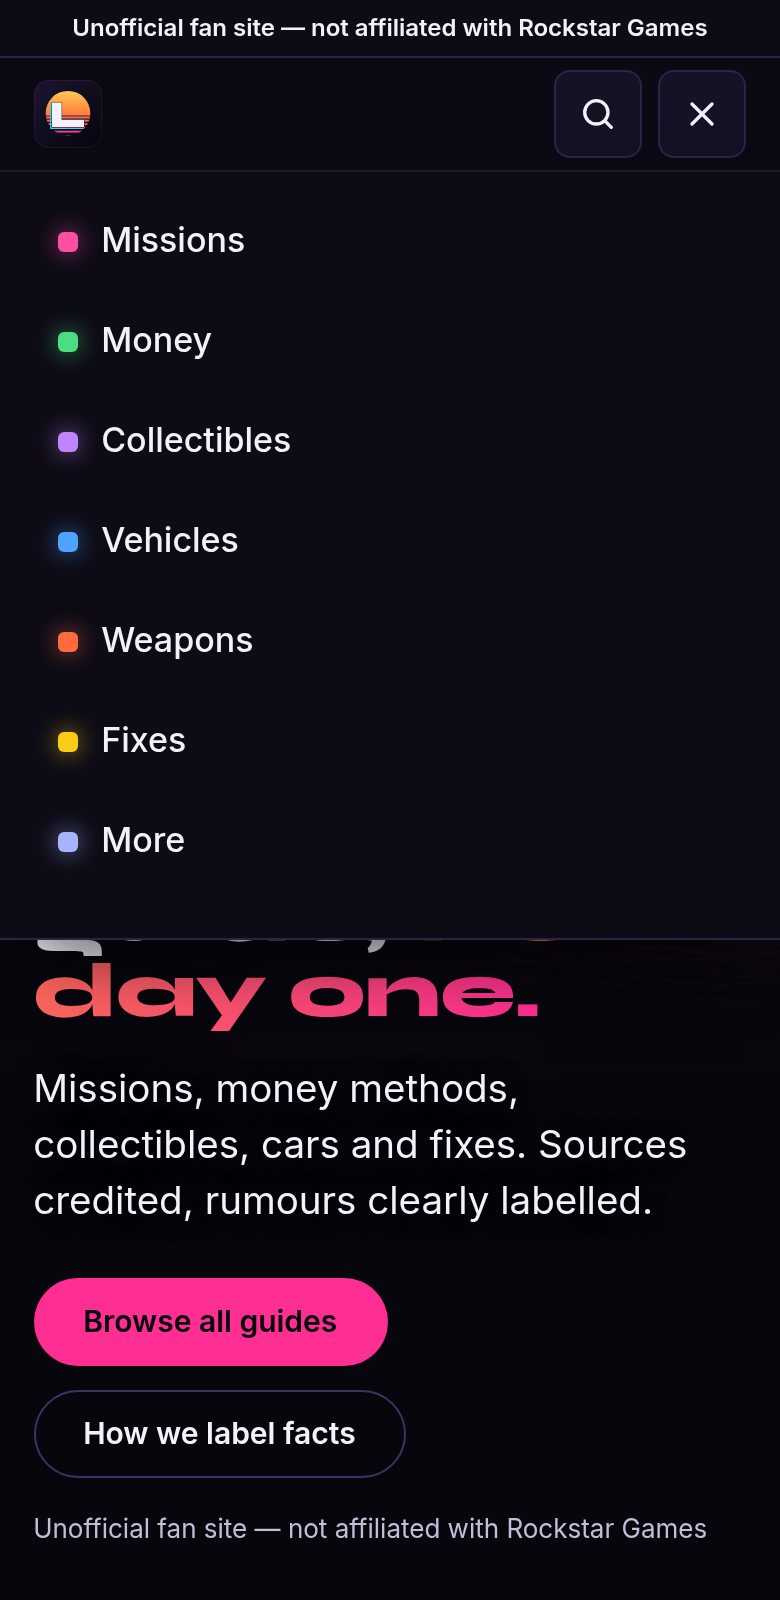 Unofficial fan site — not affiliated with Rockstar Games
Missions
Money
Collectibles
Vehicles
Weapons
Fixes
More
day one.
Missions, money methods,
collectibles, cars and fixes. Sources
credited, rumours clearly labelled.
Browse all guides
How we label facts
Unofficial fan site — not affiliated with Rockstar Games